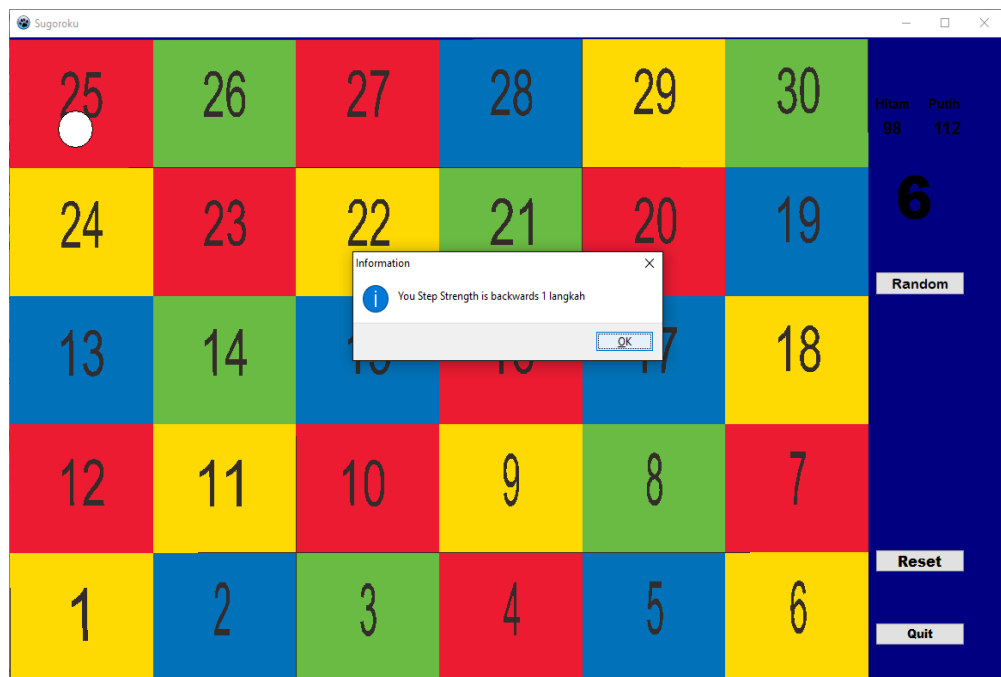 Sugoroku
25 26 27 28 29 30
Hitam Putih
98 112
24 23 22 21 20 19
6
Information
You Step Strength is backwards 1 langkah
OK
Random
13 14 17 18
12 11 10 9 8 7
Reset
1 2 3 4 5 6
Quit